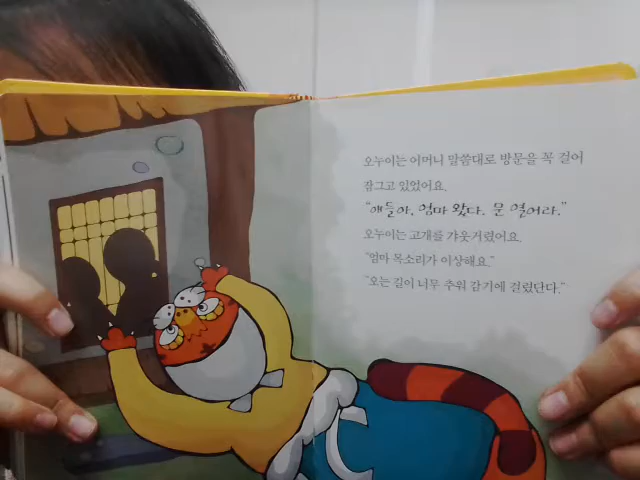 오누이는 어머니 말씀대로 방문을 꼭 걸어
잠그고 있었어요.
“얘들아, 엄마 왔다. 문 열어라.”
오누이는 고개를 갸웃거렸어요.
“엄마 목소리가 이상해요.”
“오는 길이 너무 추워 감기에 걸렸단다.”